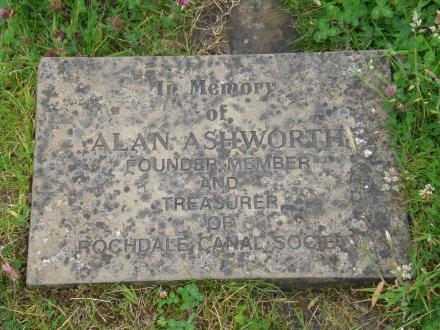 In Memory
of
ALAN ASHWORTH
FOUNDER MEMBER
AND
TREASURER
OF
ROCHDALE CANAL SOCIETY